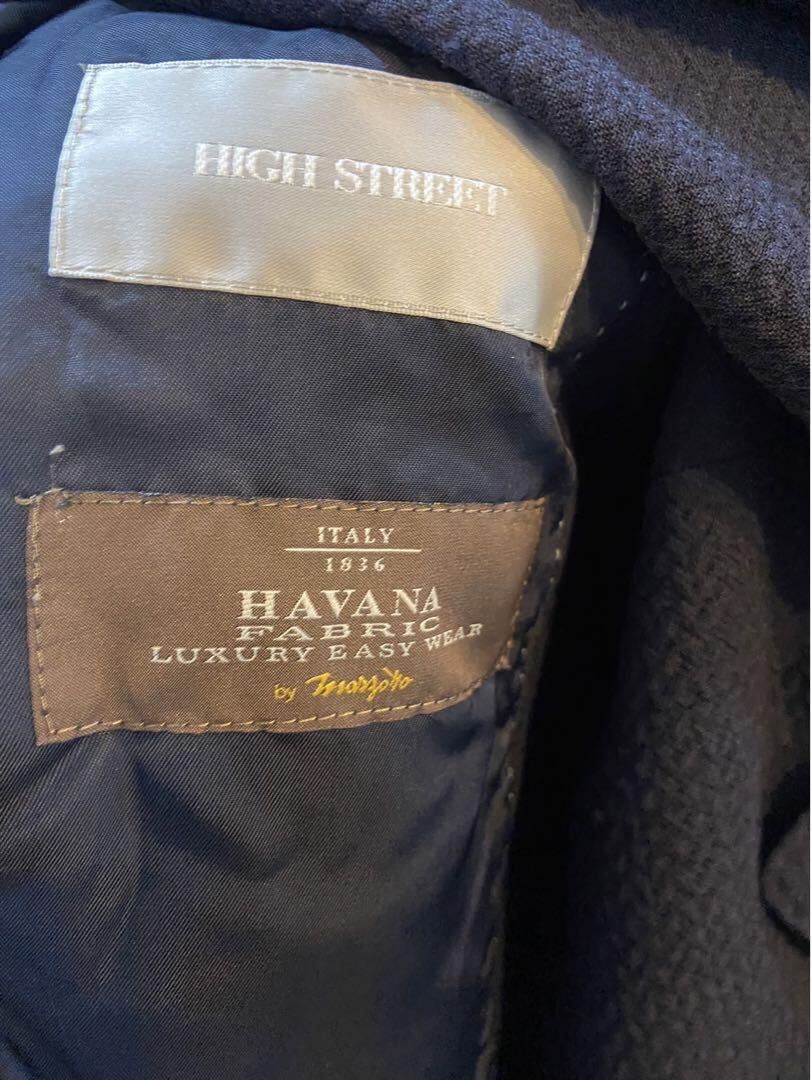 HIGH STREET
ITALY
1836
HAVANA
FABRIC
LUXURY EASY WEAR
by Marzotto